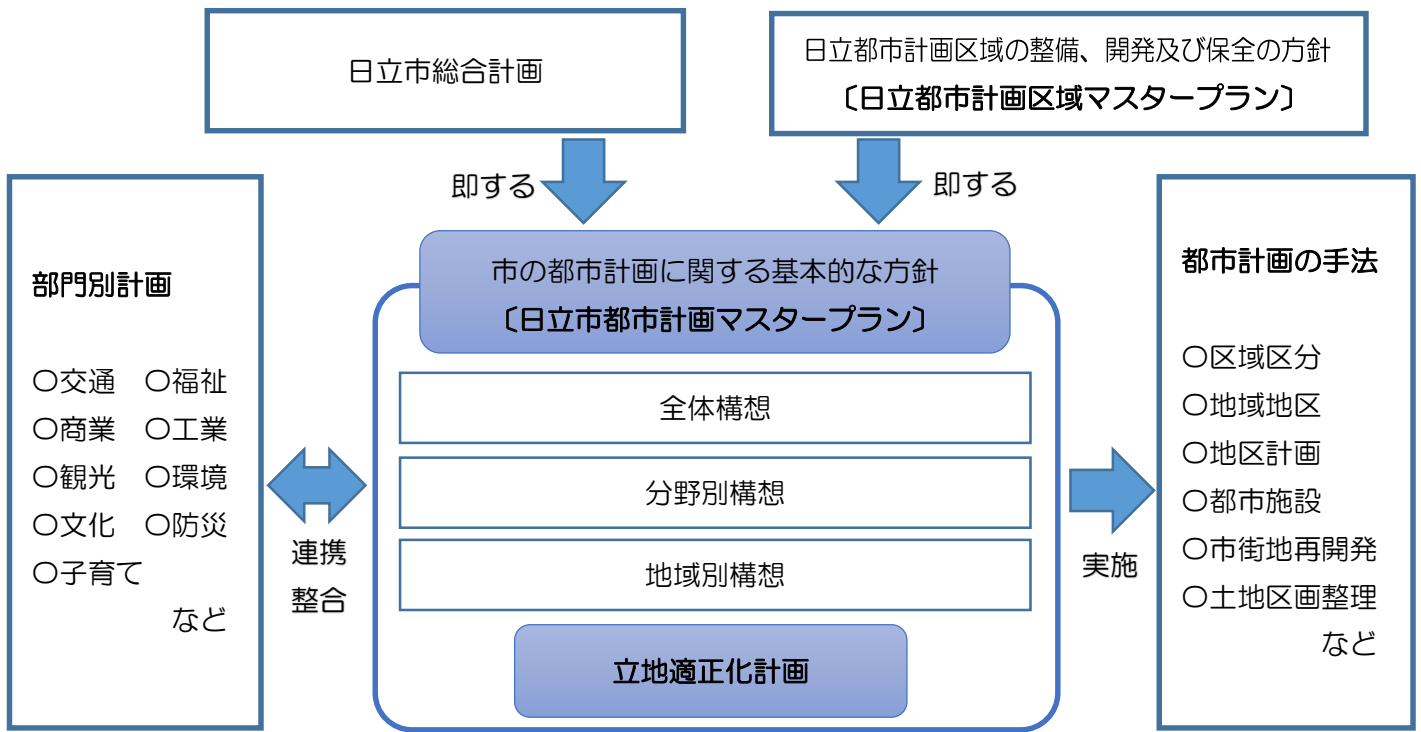 日立市総合計画
日立都市計画区域の整備、開発及び保全の方針
〔日立都市計画区域マスタープラン〕
即する
即する
部門別計画
〇交通　〇福祉
〇商業　〇工業
〇観光　〇環境
〇文化　〇防災
〇子育て
など
連携
整合
市の都市計画に関する基本的な方針
〔日立市都市計画マスタープラン〕
全体構想
分野別構想
地域別構想
立地適正化計画
実施
都市計画の手法
〇区域区分
〇地域地区
〇地区計画
〇都市施設
〇市街地再開発
〇土地区画整理
など